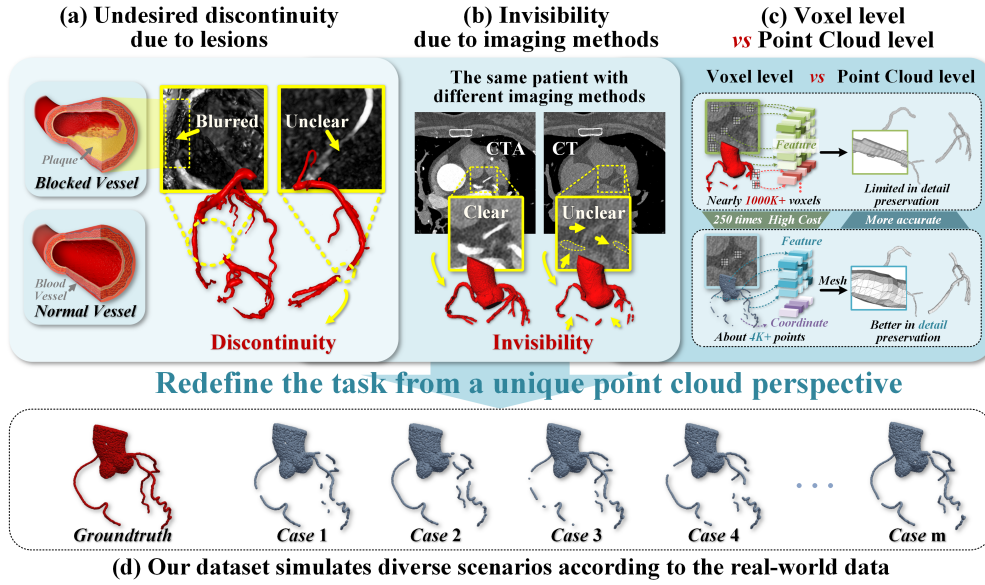 (a) Undesired discontinuity
due to lesions
Blurred
Unclear
Plaque
Blocked Vessel
Blood
Vessel
Normal Vessel
Discontinuity
(b) Invisibility
due to imaging methods
The same patient with
different imaging methods
CTA
CT
Clear
Unclear
Invisibility
(c) Voxel level
vs Point Cloud level
Voxel level vs Point Cloud level
Feature
Nearly 1000K+ voxels
Limited in detail
preservation
250 times High Cost
More accurate
Feature
Mesh
Coordinate
About 4K+ points
Better in detail
preservation
Redefine the task from a unique point cloud perspective
Groundtruth
Case 1
Case 2
Case 3
Case 4
Case m
(d) Our dataset simulates diverse scenarios according to the real-world data